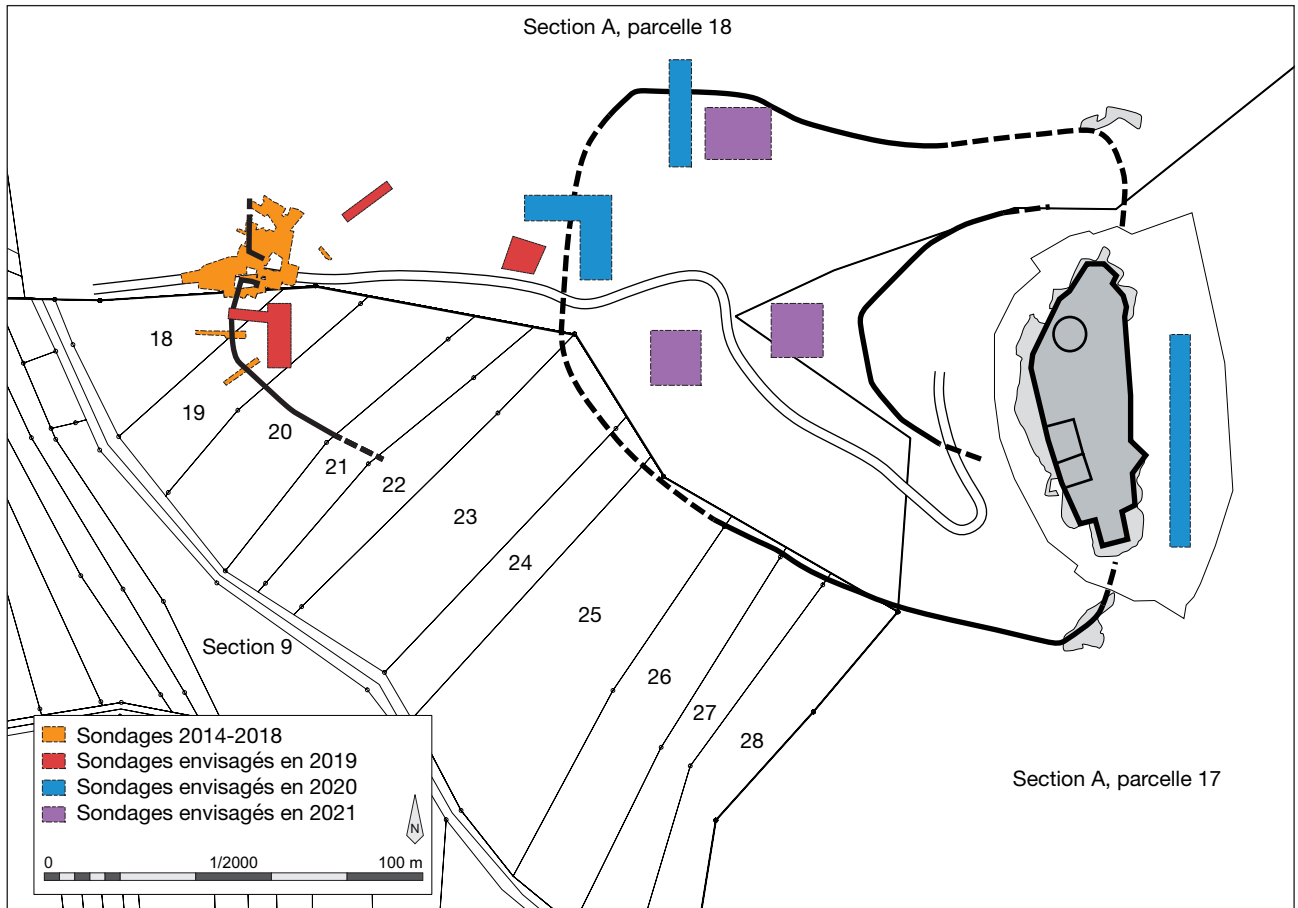 Section A, parcelle 18
18
19
20
21
22
23
24
25
26
27
28
Section 9
Section A, parcelle 17
Sondages 2014-2018
Sondages envisagés en 2019
Sondages envisagés en 2020
Sondages envisagés en 2021
N
0 1/2000 100 m